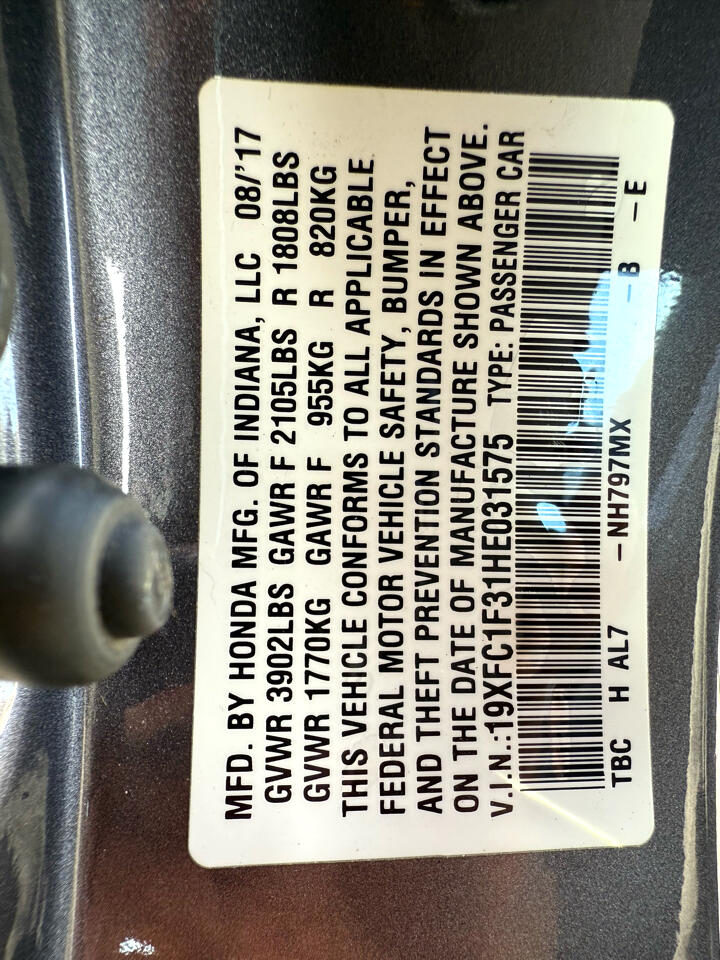 MFD. BY HONDA MFG. OF INDIANA, LLC 08/'17
GVWR 3902LBS GAWR F 2105LBS R 1808LBS
GVWR 1770KG GAWR F 955KG R 820KG
THIS VEHICLE CONFORMS TO ALL APPLICABLE
FEDERAL MOTOR VEHICLE SAFETY, BUMPER,
AND THEFT PREVENTION STANDARDS IN EFFECT
ON THE DATE OF MANUFACTURE SHOWN ABOVE.
V.I.N.:19XFC1F31HE031575 TYPE: PASSENGER CAR
TBC H AL7 -NH797MX -B -E